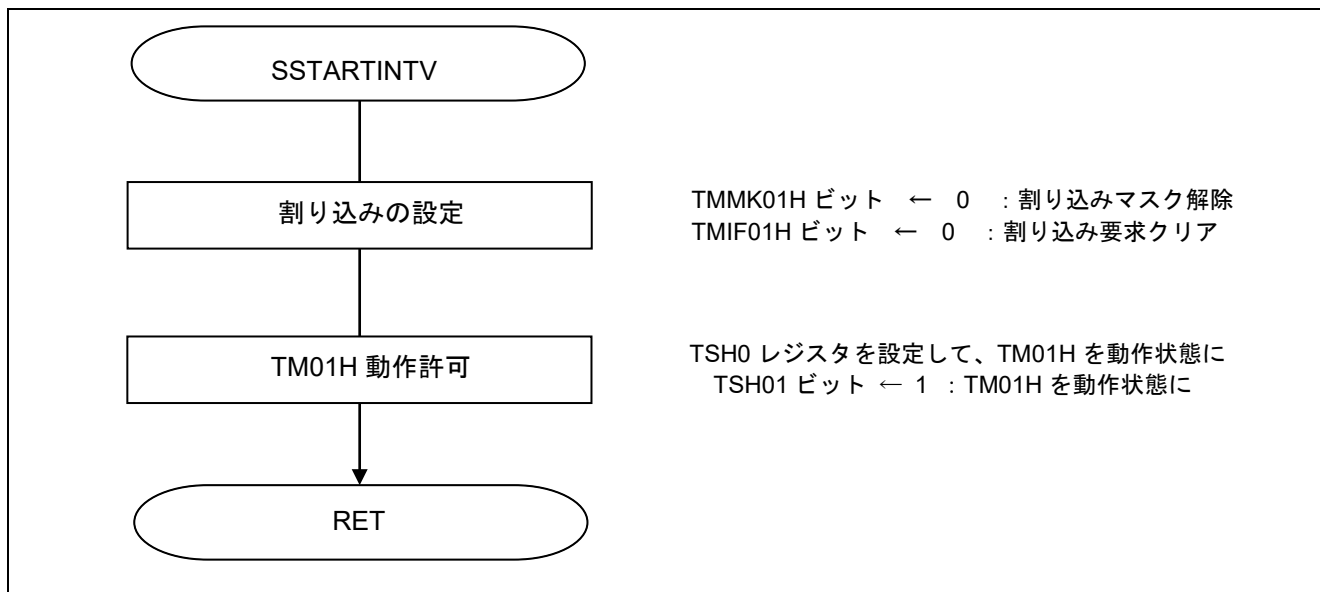 SSTARTINTV
割り込みの設定
TMMK01H ビット ← 0 : 割り込みマスク解除
TMIF01H ビット ← 0 : 割り込み要求クリア
TM01H 動作許可
TSH0 レジスタを設定して、TM01H を動作状態に
TSH01 ビット ← 1 : TM01H を動作状態に
RET